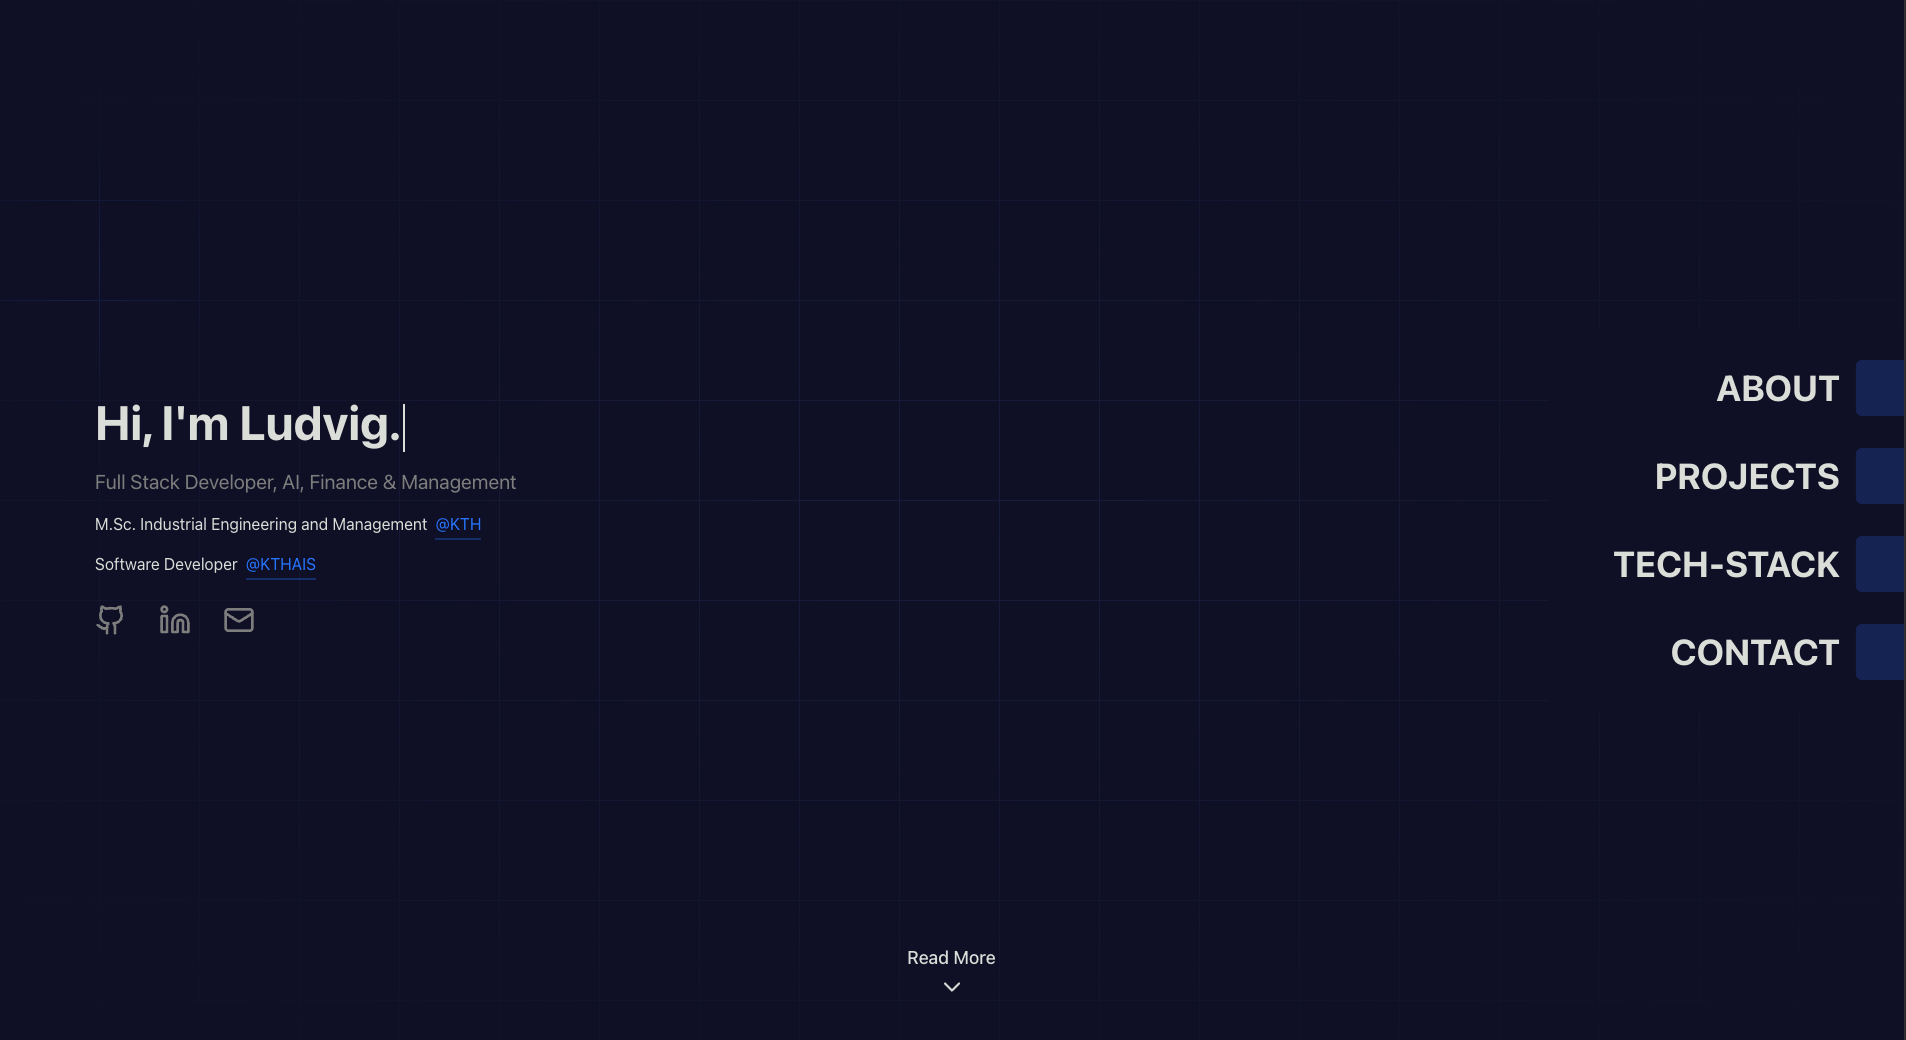 Hi, I'm Ludvig.
Full Stack Developer, AI, Finance & Management
M.Sc. Industrial Engineering and Management @KTH
Software Developer @KTHAIS
ABOUT
PROJECTS
TECH-STACK
CONTACT
Read More